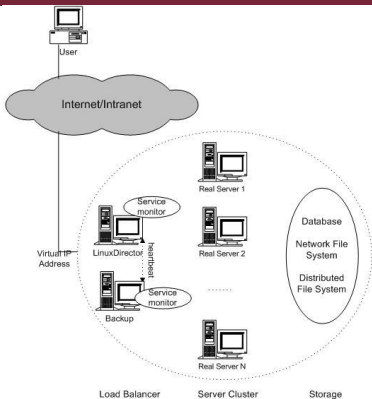 User
Internet/Intranet
Real Server 1
Service
monitor
Virtual IP
Address
LinuxDirector
Real Server 2
heartbeat
Service
monitor
Backup
......
Real Server N
Database
Network File
System
Distributed
File System
Load Balancer
Server Cluster
Storage